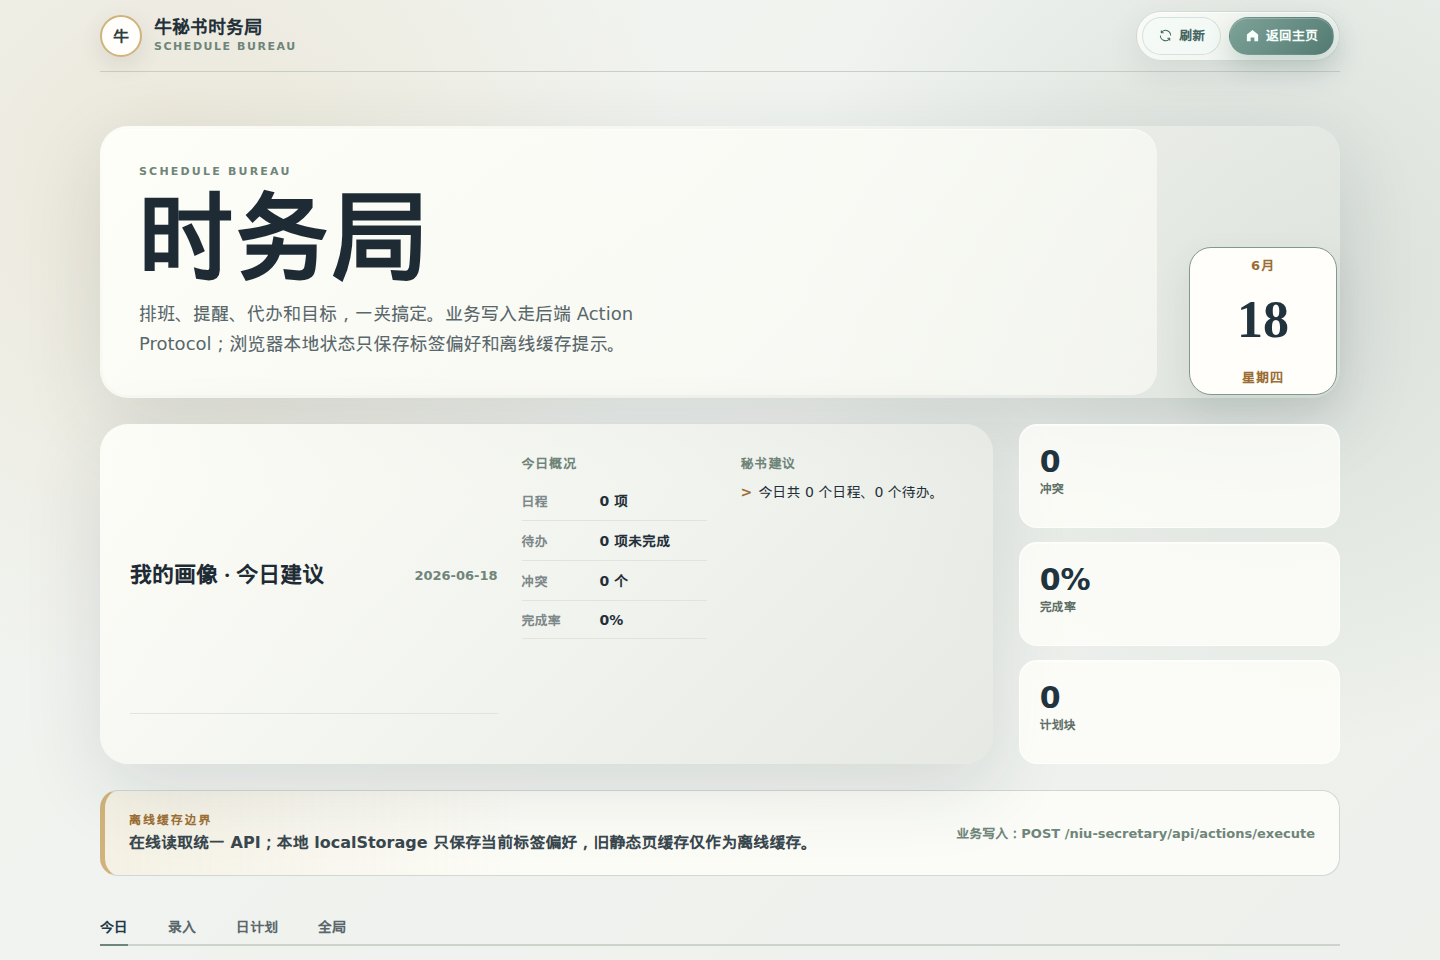 牛
牛秘书时务局
SCHEDULE BUREAU
刷新
返回主页
SCHEDULE BUREAU
时务局
排班、提醒、代办和目标，一夹搞定。业务写入走后端 Action
Protocol；浏览器本地状态只保存标签偏好和离线缓存提示。
6月
18
星期四
我的画像 · 今日建议
2026-06-18
今日概况
日程 0 项
待办 0 项未完成
冲突 0 个
完成率 0%
秘书建议
> 今日共 0 个日程、0 个待办。
0
冲突
0%
完成率
0
计划块
离线缓存边界
在线读取统一 API；本地 localStorage 只保存当前标签偏好，旧静态页缓存仅作为离线缓存。
业务写入：POST /niu-secretary/api/actions/execute
今日
录入
日计划
全局